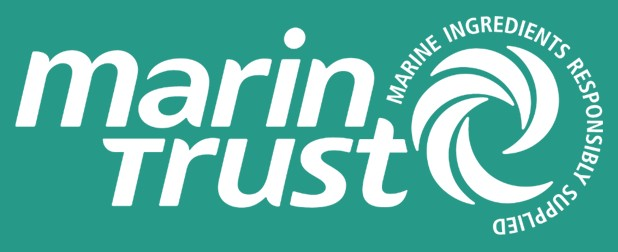 marin
trust
MARINE INGREDIENTS RESPONSIBLY SUPPLIED